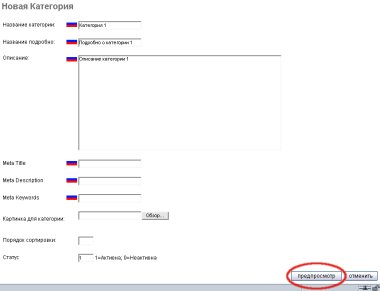 Новая Категория
Название категории: Категория 1
Название подробно: Подробно о категории 1
Описание: Описание категории 1
Meta Title
Meta Description
Meta Keywords
Картинка для категории: Обзор...
Порядок сортировки:
Статус 1 1=Активна; 0=Неактивна
предпросмотр отменить